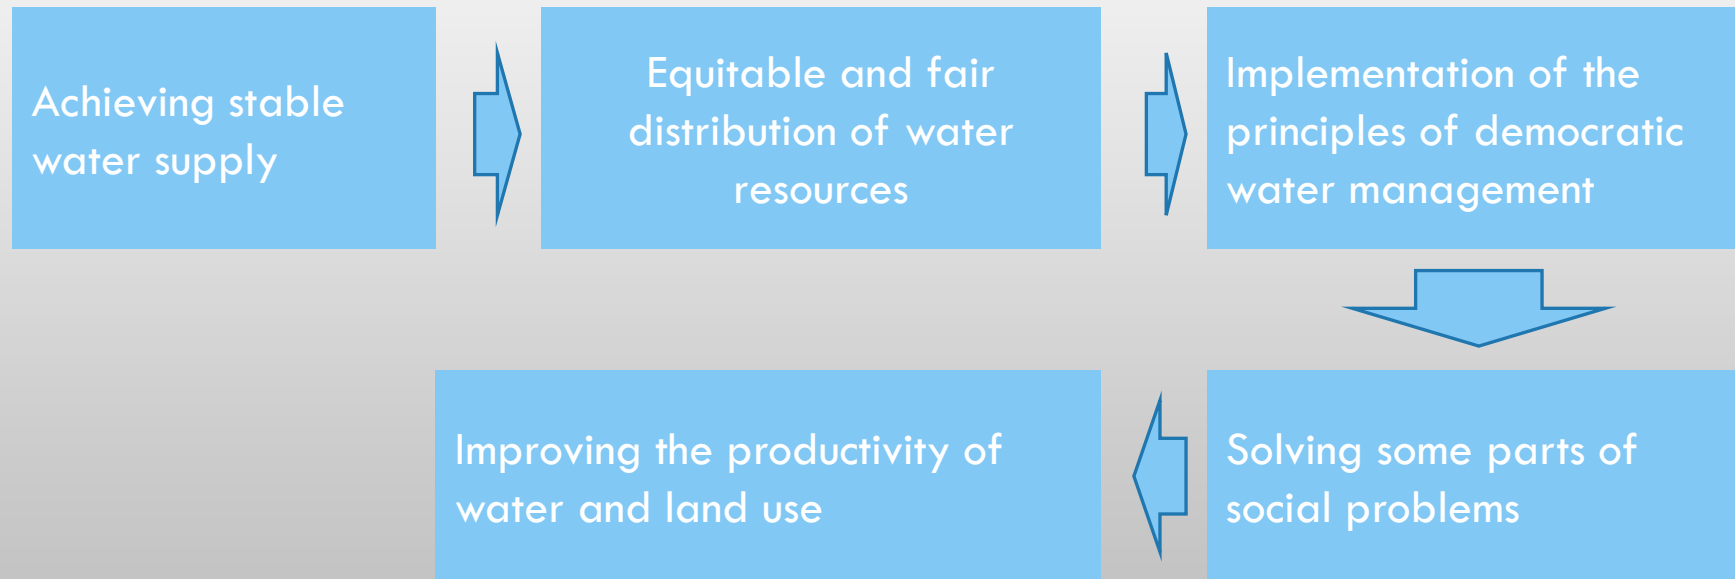 Achieving stable
water supply
Equitable and fair
distribution of water
resources
Implementation of the
principles of democratic
water management
Solving some parts of
social problems
Improving the productivity of
water and land use